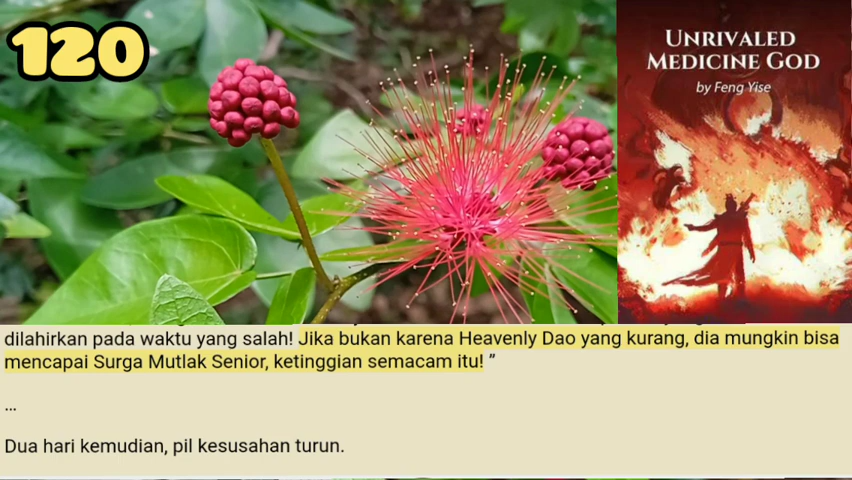 120
UNRIVALED
MEDICINE GOD
by Feng Yise
dilahirkan pada waktu yang salah! Jika bukan karena Heavenly Dao yang kurang, dia mungkin bisa
mencapai Surga Mutlak Senior, ketinggian semacam itu! ”
...
Dua hari kemudian, pil kesusahan turun.